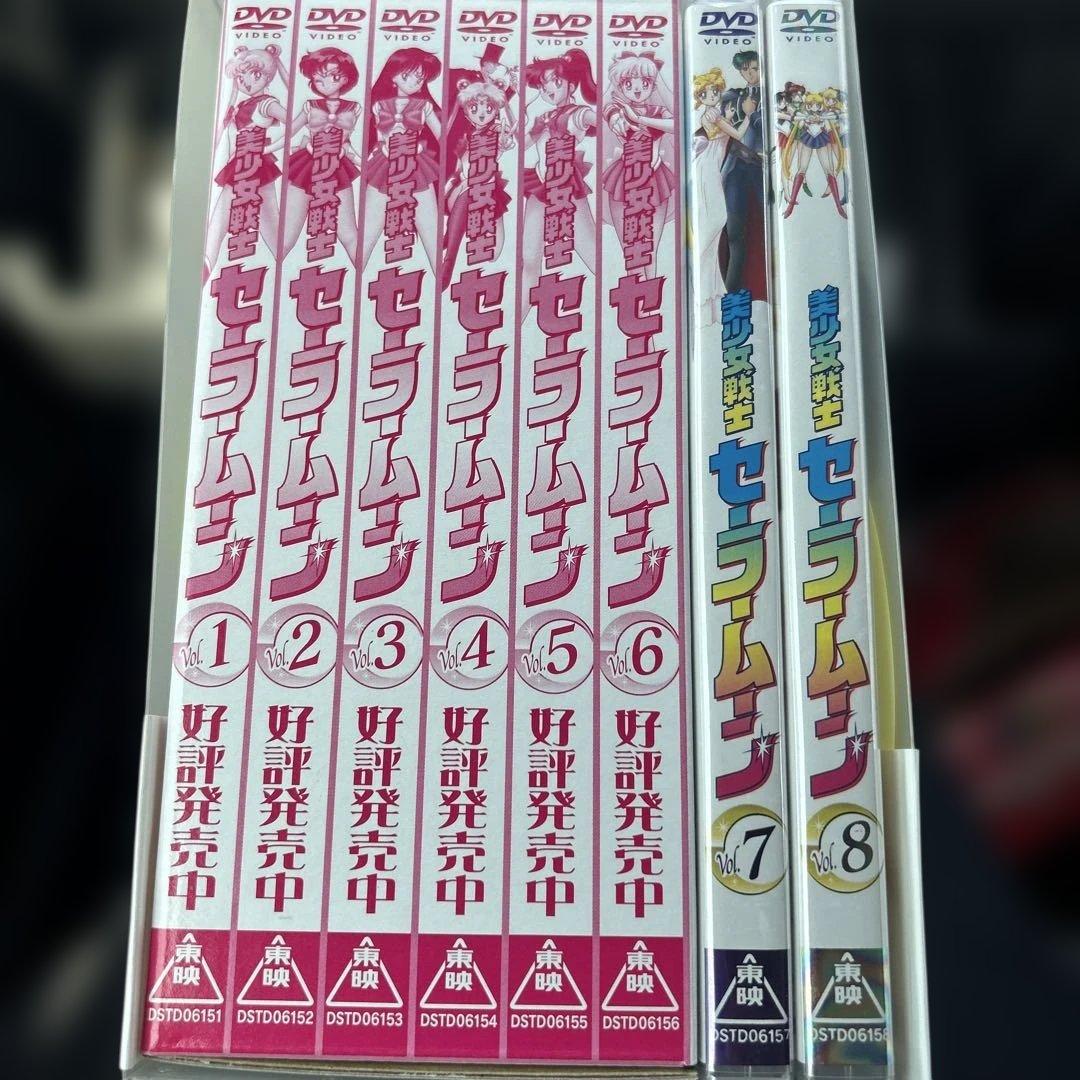 DVD
VIDEO
美少女戦士
セーラームーン
Vol.1
好評発売中
東映
DSTD06151
DVD
VIDEO
美少女戦士
セーラームーン
Vol.2
好評発売中
東映
DSTD06152
DVD
VIDEO
美少女戦士
セーラームーン
Vol.3
好評発売中
東映
DSTD06153
DVD
VIDEO
美少女戦士
セーラームーン
Vol.4
好評発売中
東映
DSTD06154
DVD
VIDEO
美少女戦士
セーラームーン
Vol.5
好評発売中
東映
DSTD06155
DVD
VIDEO
美少女戦士
セーラームーン
Vol.6
好評発売中
東映
DSTD06156
DVD
VIDEO
美少女戦士
セーラームーン
Vol.7
東映
DSTD06157
DVD
VIDEO
美少女戦士
セーラームーン
Vol.8
東映
DSTD06158